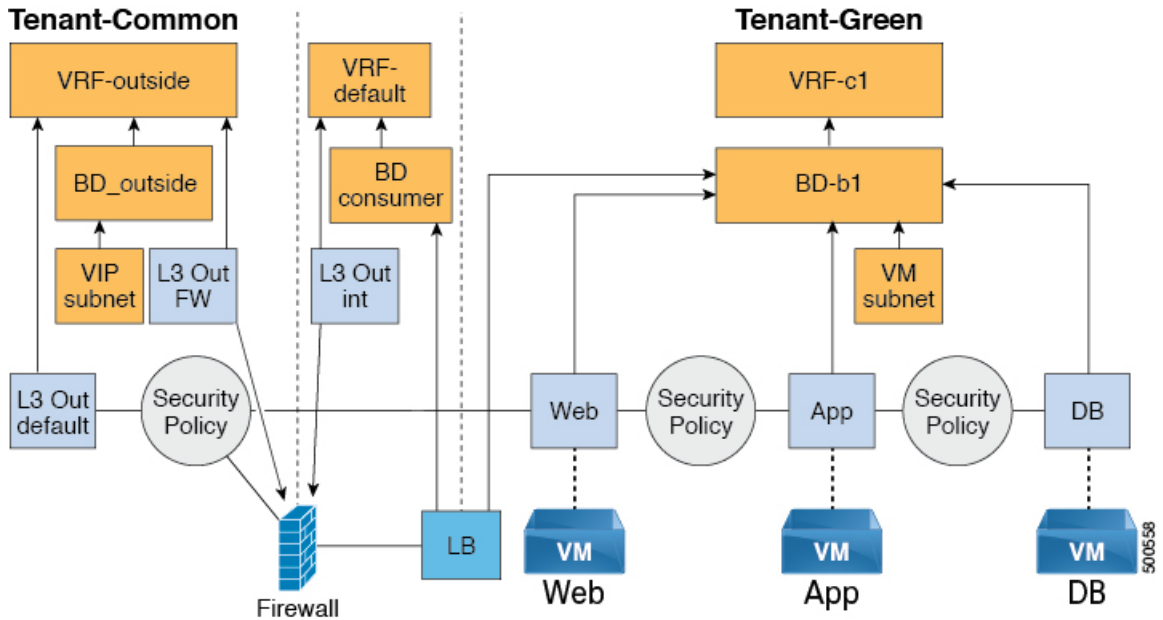 Tenant-Common
Tenant-Green
VRF-outside
VRF-
default
VRF-c1
BD_outside
BD
consumer
BD-b1
VIP
subnet
L3 Out
FW
L3 Out
int
VM
subnet
L3 Out
default
Security
Policy
Web
Security
Policy
App
Security
Policy
DB
LB
VM
VM
VM
Firewall
Web
App
DB
500558